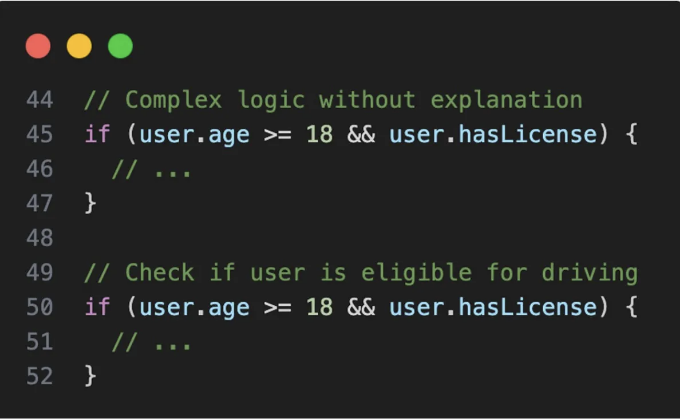 44 // Complex logic without explanation
45 if (user.age >= 18 && user.hasLicense) {
46   // ...
47 }
48
49 // Check if user is eligible for driving
50 if (user.age >= 18 && user.hasLicense) {
51   // ...
52 }